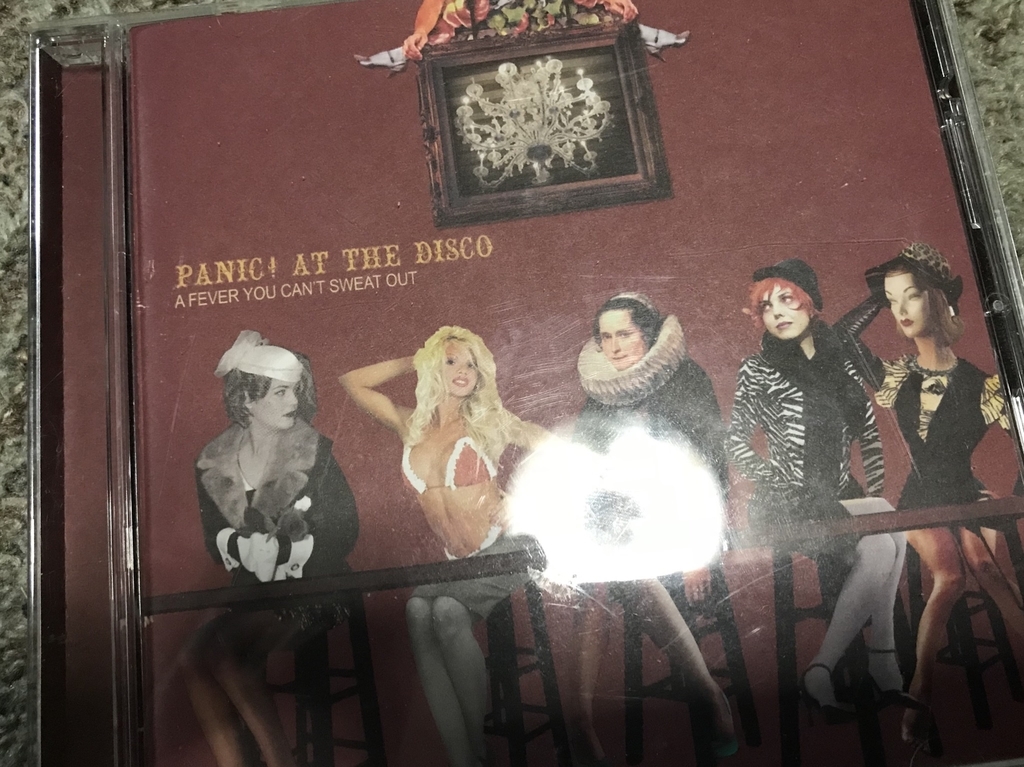 PANIC! AT THE DISCO
A FEVER YOU CAN'T SWEAT OUT